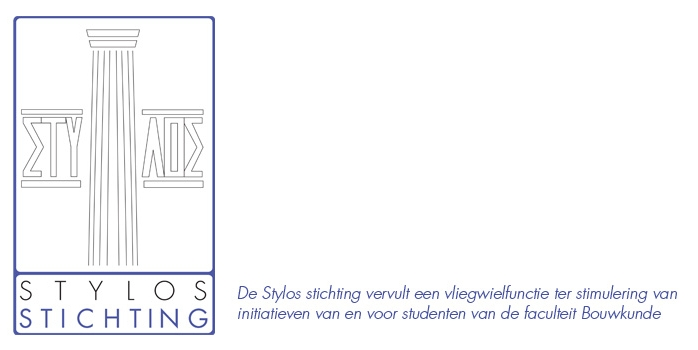 ΣΤΥ ΛΟΣ
STYLOS
STICHTING
De Stylos stichting vervult een vliegwielfunctie ter stimulering van
initiatieven van en voor studenten van de faculteit Bouwkunde